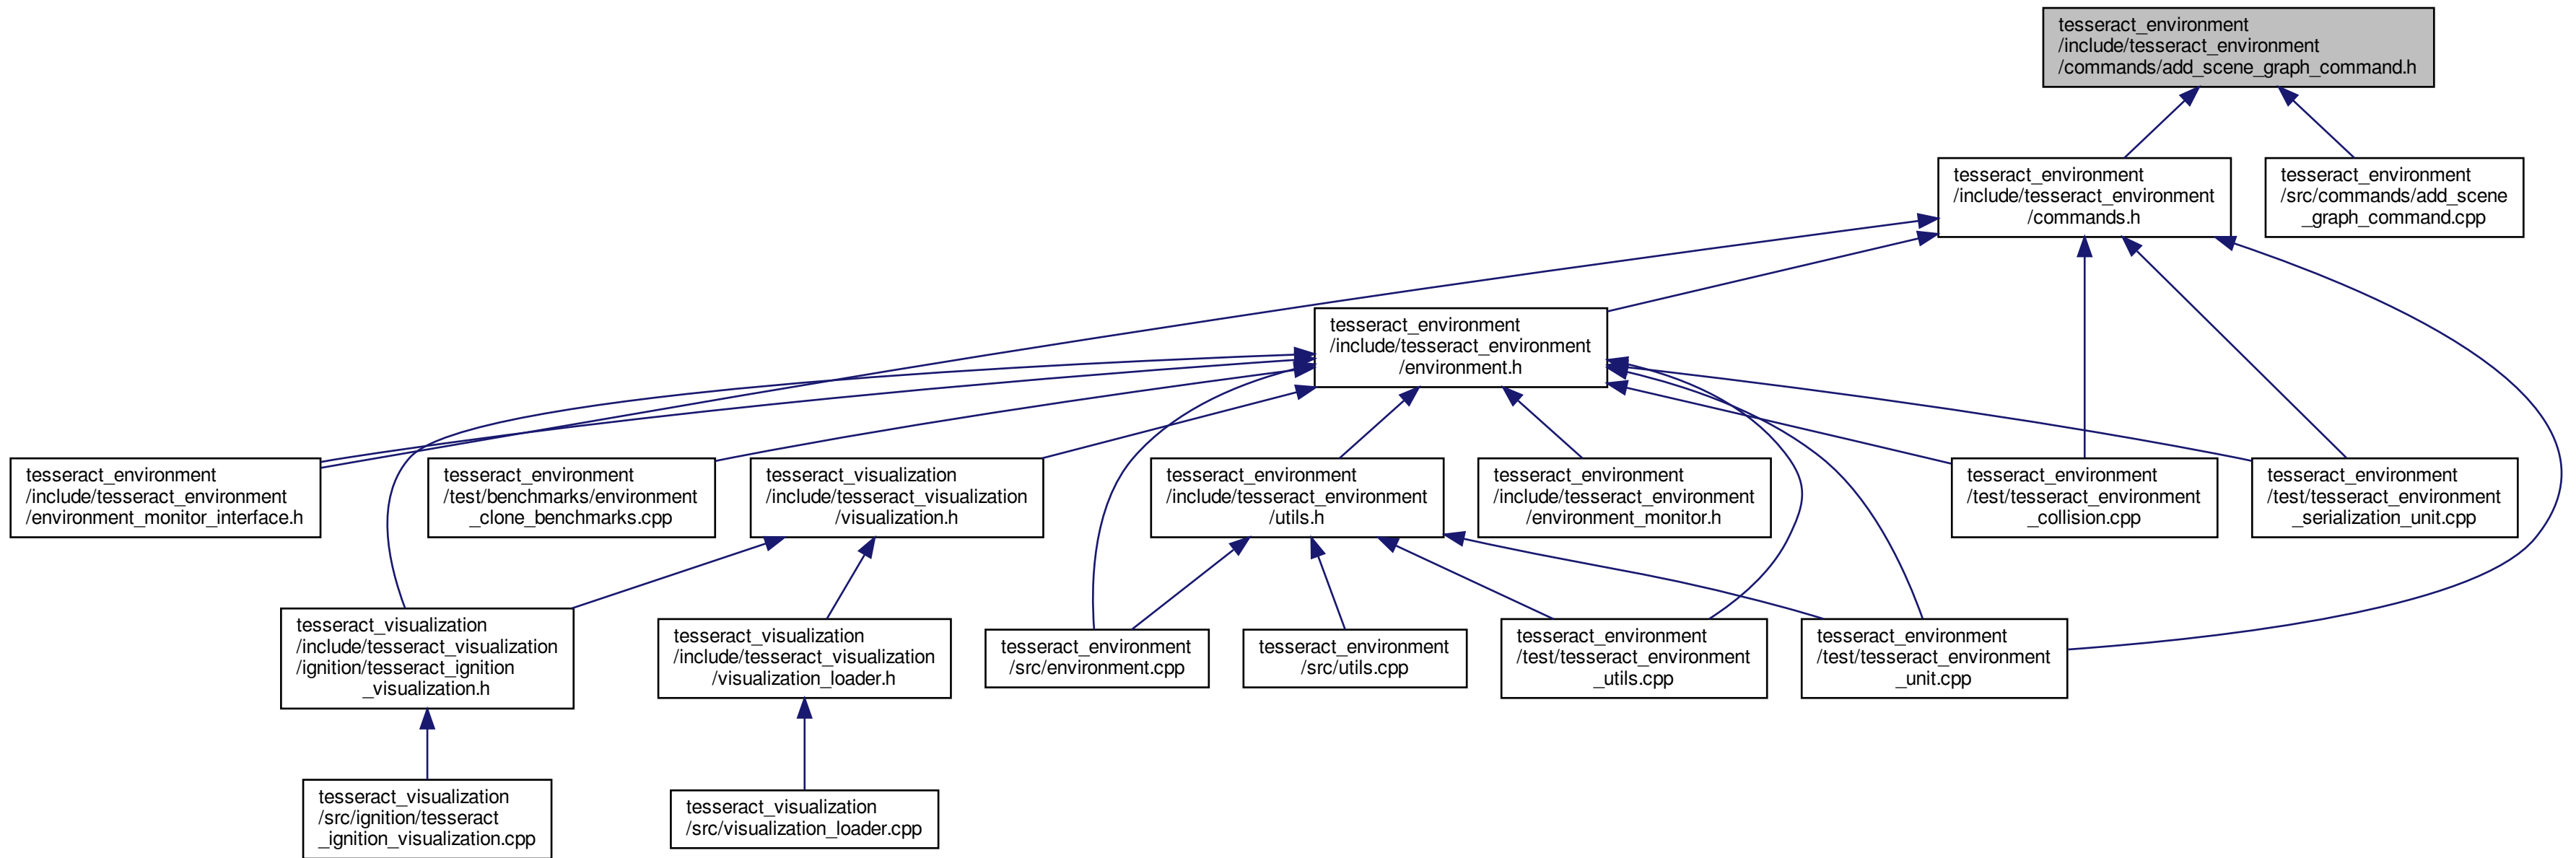 tesseract_environment
/include/tesseract_environment
/commands/add_scene_graph_command.h
tesseract_environment
/include/tesseract_environment
/commands.h
tesseract_environment
/src/commands/add_scene
_graph_command.cpp
tesseract_environment
/include/tesseract_environment
/environment.h
tesseract_environment
/include/tesseract_environment
/environment_monitor_interface.h
tesseract_environment
/test/benchmarks/environment
_clone_benchmarks.cpp
tesseract_visualization
/include/tesseract_visualization
/visualization.h
tesseract_environment
/include/tesseract_environment
/utils.h
tesseract_environment
/include/tesseract_environment
/environment_monitor.h
tesseract_environment
/test/tesseract_environment
_collision.cpp
tesseract_environment
/test/tesseract_environment
_serialization_unit.cpp
tesseract_visualization
/include/tesseract_visualization
/ignition/tesseract_ignition
_visualization.h
tesseract_visualization
/include/tesseract_visualization
/visualization_loader.h
tesseract_environment
/src/environment.cpp
tesseract_environment
/src/utils.cpp
tesseract_environment
/test/tesseract_environment
_utils.cpp
tesseract_environment
/test/tesseract_environment
_unit.cpp
tesseract_visualization
/src/ignition/tesseract
_ignition_visualization.cpp
tesseract_visualization
/src/visualization_loader.cpp